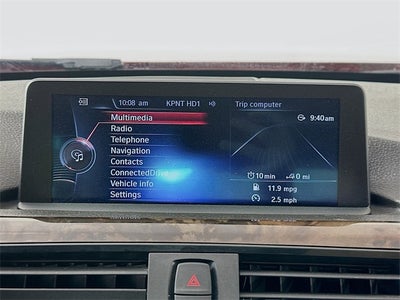 10:08 am KPNT HD1 Trip computer
Multimedia
Radio
Telephone
Navigation
Contacts
ConnectedDrive
Vehicle info
Settings
9:40am
10 min 0 mi
11.9 mpg
2.5 mph